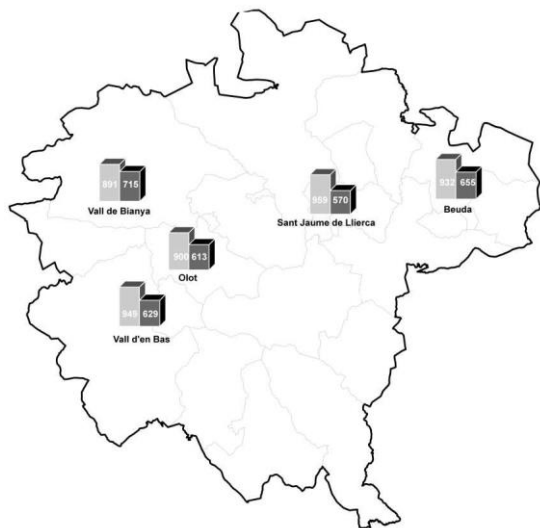 891 715
Vall de Bianya
959 570
Sant Jaume de Llierca
932 655
Beuda
900 613
Olot
949 629
Vall d'en Bas